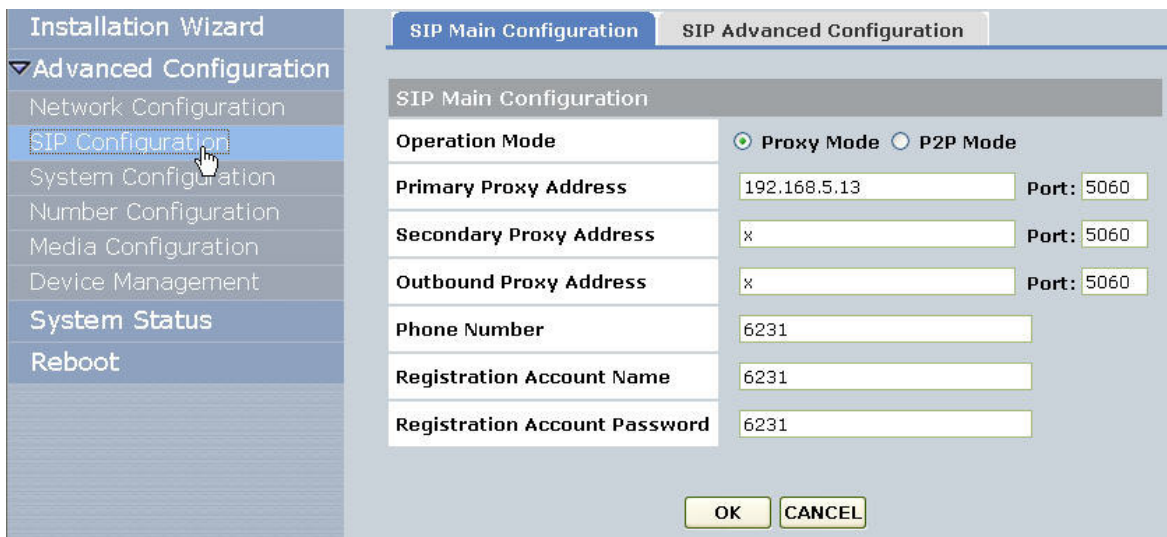 Installation Wizard
Advanced Configuration
Network Configuration
SIP Configuration
System Configuration
Number Configuration
Media Configuration
Device Management
System Status
Reboot
SIP Main Configuration
SIP Advanced Configuration
SIP Main Configuration
Operation Mode Proxy Mode P2P Mode
Primary Proxy Address 192.168.5.13 Port: 5060
Secondary Proxy Address x Port: 5060
Outbound Proxy Address x Port: 5060
Phone Number 6231
Registration Account Name 6231
Registration Account Password 6231
OK CANCEL